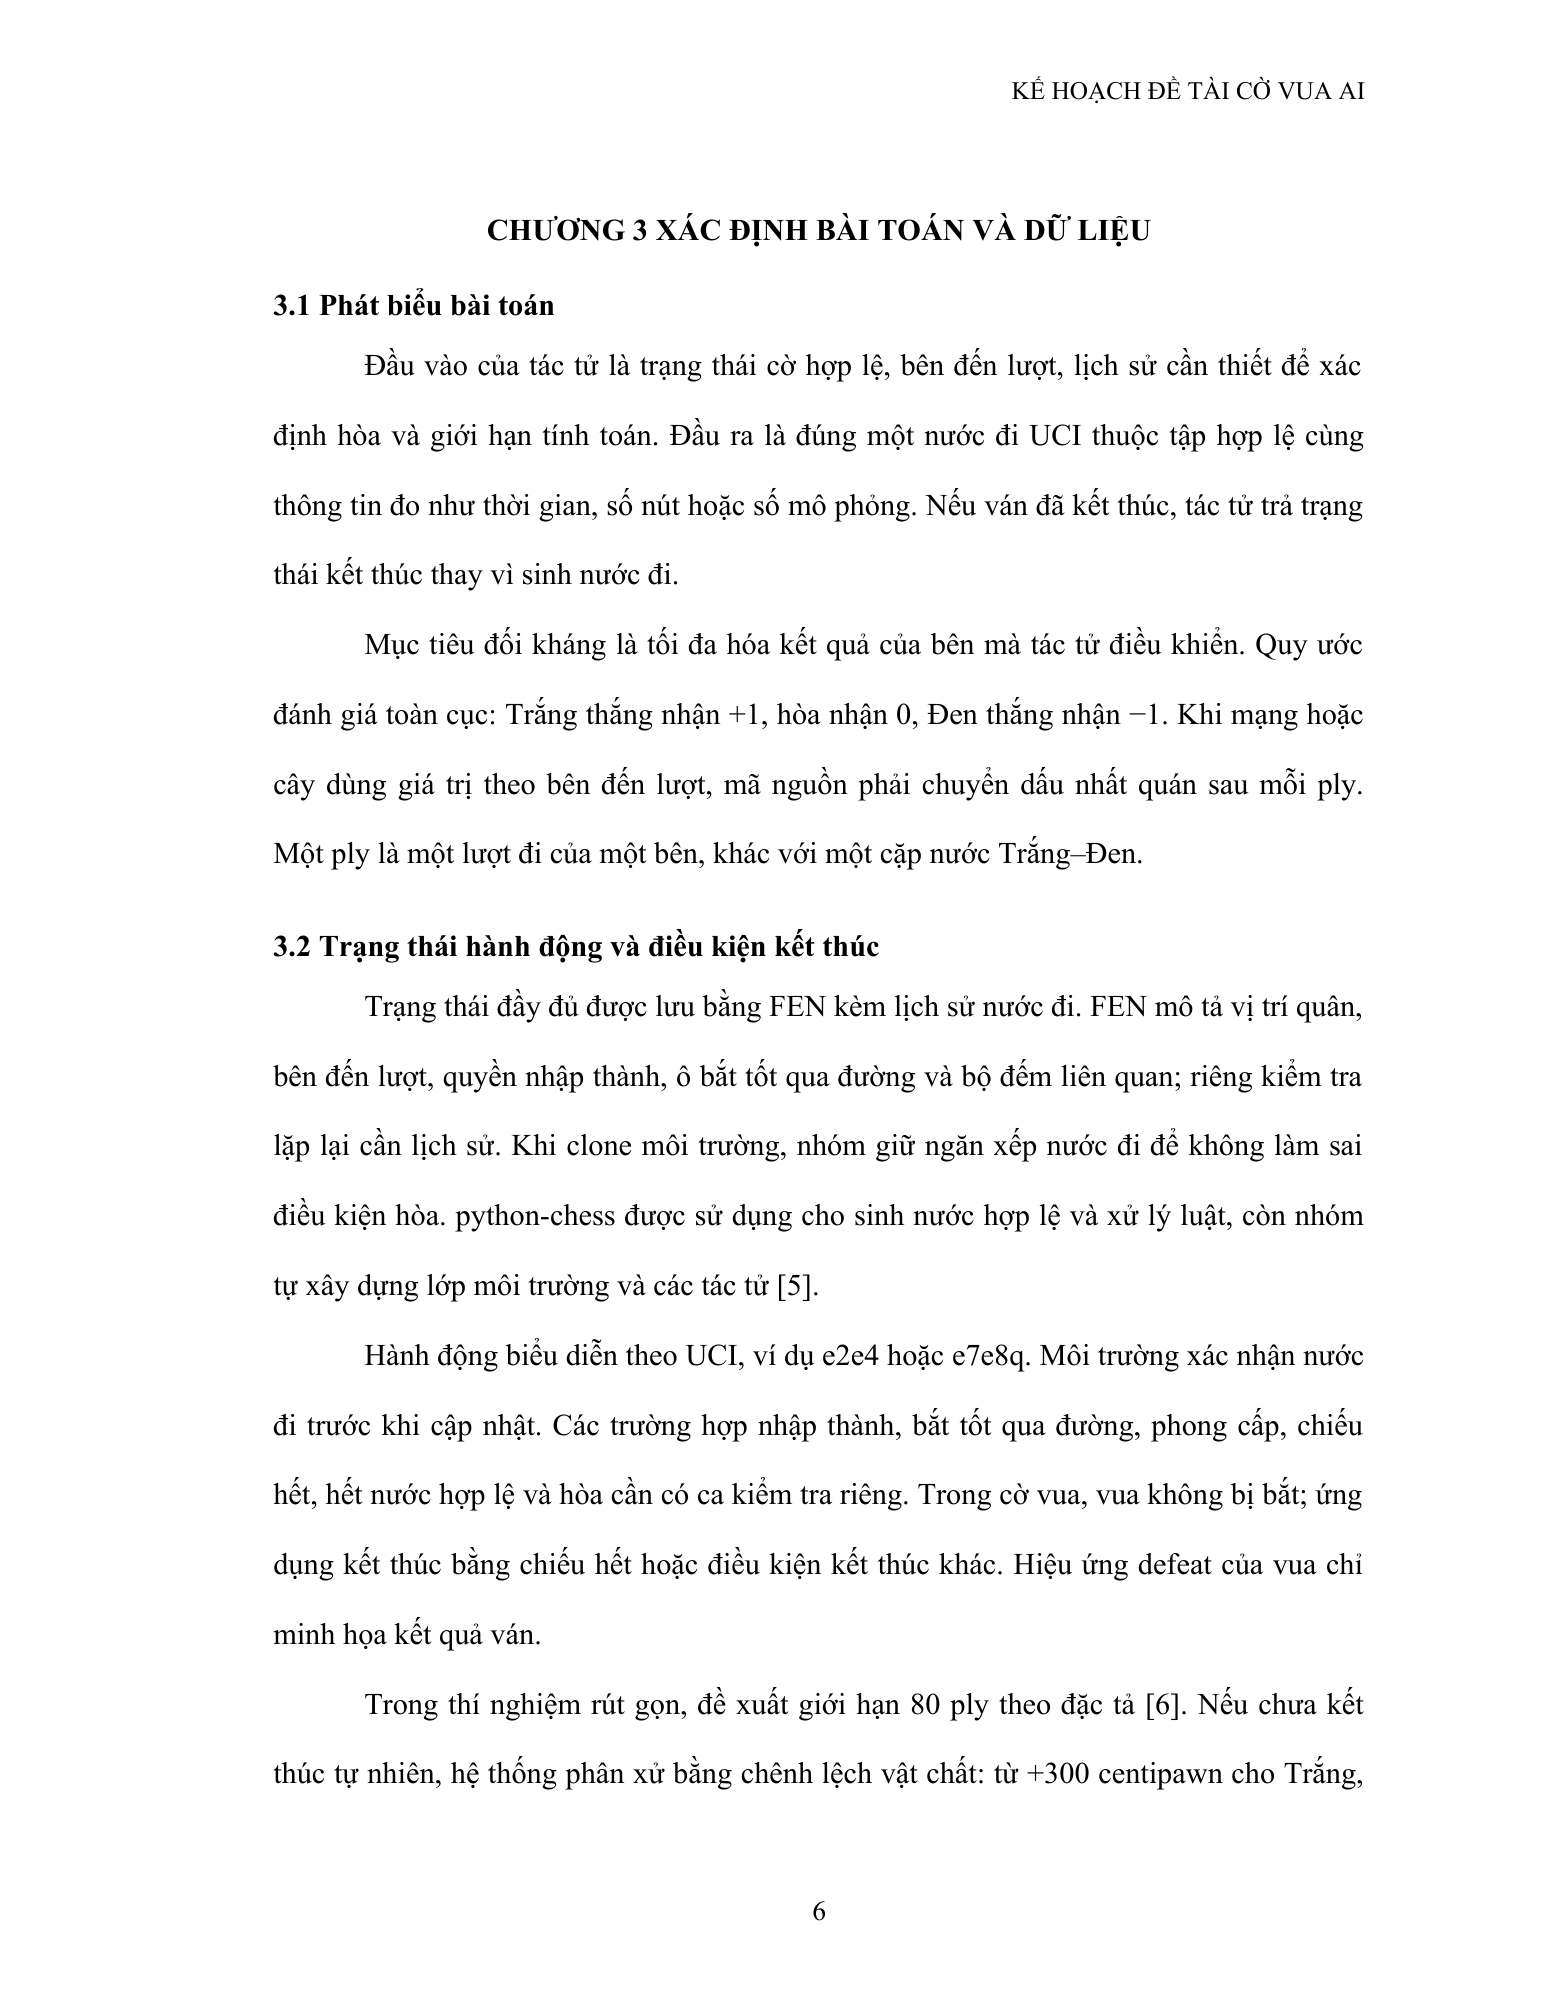 KẾ HOẠCH ĐỀ TÀI CỜ VUA AI
CHƯƠNG 3 XÁC ĐỊNH BÀI TOÁN VÀ DỮ LIỆU
3.1 Phát biểu bài toán
Đầu vào của tác tử là trạng thái cờ hợp lệ, bên đến lượt, lịch sử cần thiết để xác
định hòa và giới hạn tính toán. Đầu ra là đúng một nước đi UCI thuộc tập hợp lệ cùng
thông tin đo như thời gian, số nút hoặc số mô phỏng. Nếu ván đã kết thúc, tác tử trả trạng
thái kết thúc thay vì sinh nước đi.
Mục tiêu đối kháng là tối đa hóa kết quả của bên mà tác tử điều khiển. Quy ước
đánh giá toàn cục: Trắng thắng nhận +1, hòa nhận 0, Đen thắng nhận −1. Khi mạng hoặc
cây dùng giá trị theo bên đến lượt, mã nguồn phải chuyển dấu nhất quán sau mỗi ply.
Một ply là một lượt đi của một bên, khác với một cặp nước Trắng–Đen.
3.2 Trạng thái hành động và điều kiện kết thúc
Trạng thái đầy đủ được lưu bằng FEN kèm lịch sử nước đi. FEN mô tả vị trí quân,
bên đến lượt, quyền nhập thành, ô bắt tốt qua đường và bộ đếm liên quan; riêng kiểm tra
lặp lại cần lịch sử. Khi clone môi trường, nhóm giữ ngăn xếp nước đi để không làm sai
điều kiện hòa. python-chess được sử dụng cho sinh nước hợp lệ và xử lý luật, còn nhóm
tự xây dựng lớp môi trường và các tác tử [5].
Hành động biểu diễn theo UCI, ví dụ e2e4 hoặc e7e8q. Môi trường xác nhận nước
đi trước khi cập nhật. Các trường hợp nhập thành, bắt tốt qua đường, phong cấp, chiếu
hết, hết nước hợp lệ và hòa cần có ca kiểm tra riêng. Trong cờ vua, vua không bị bắt; ứng
dụng kết thúc bằng chiếu hết hoặc điều kiện kết thúc khác. Hiệu ứng defeat của vua chỉ
minh họa kết quả ván.
Trong thí nghiệm rút gọn, đề xuất giới hạn 80 ply theo đặc tả [6]. Nếu chưa kết
thúc tự nhiên, hệ thống phân xử bằng chênh lệch vật chất: từ +300 centipawn cho Trắng,
6